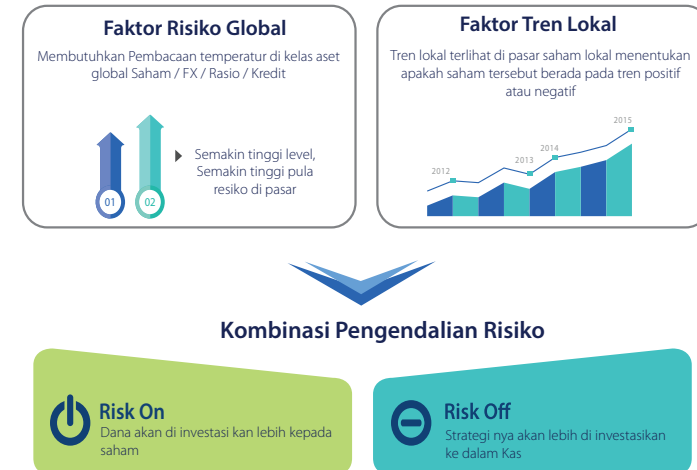 Faktor Risiko Global
Membutuhkan Pembacaan temperatur di kelas aset
global Saham / FX / Rasio / Kredit
01
02
Semakin tinggi level,
Semakin tinggi pula
resiko di pasar
Faktor Tren Lokal
Tren lokal terlihat di pasar saham lokal menentukan
apakah saham tersebut berada pada tren positif
atau negatif
2012
2013
2014
2015
Kombinasi Pengendalian Risiko
Risk On
Dana akan di investasi kan lebih kepada
saham
Risk Off
Strategi nya akan lebih di investasikan
ke dalam Kas